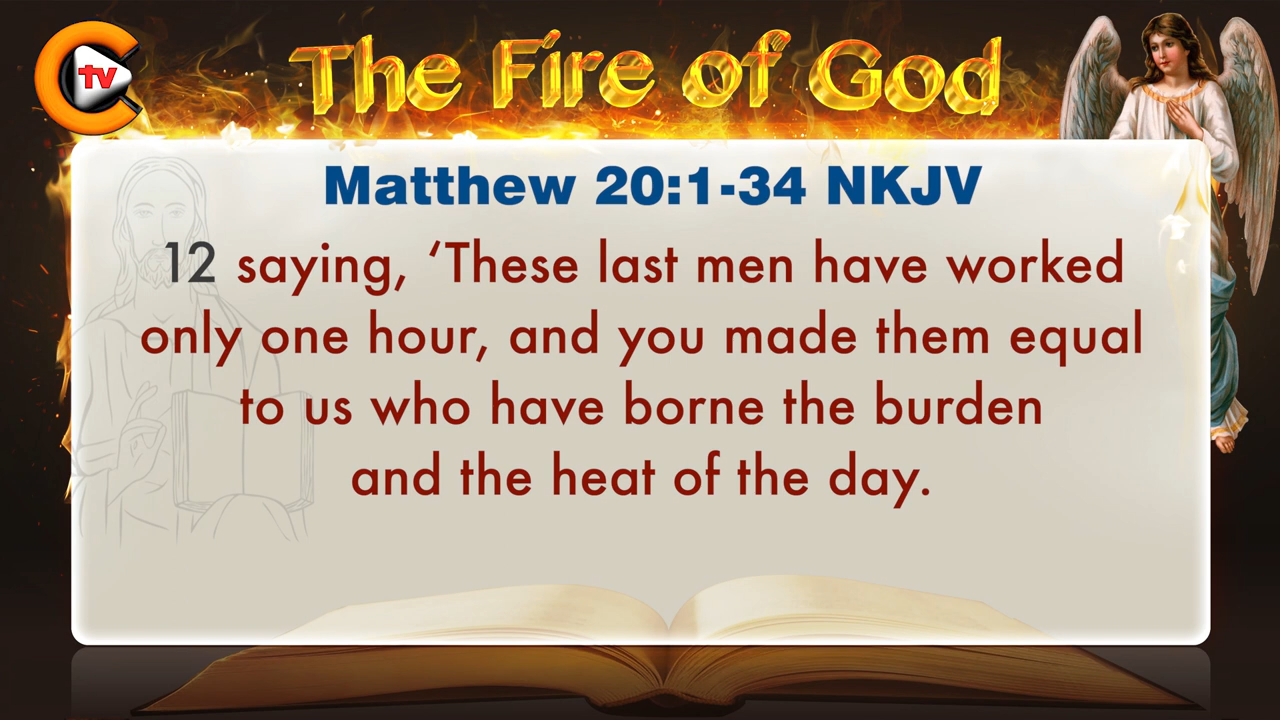 tv
The Fire of God
Matthew 20:1-34 NKJV
12 saying, ‘These last men have worked
only one hour, and you made them equal
to us who have borne the burden
and the heat of the day.